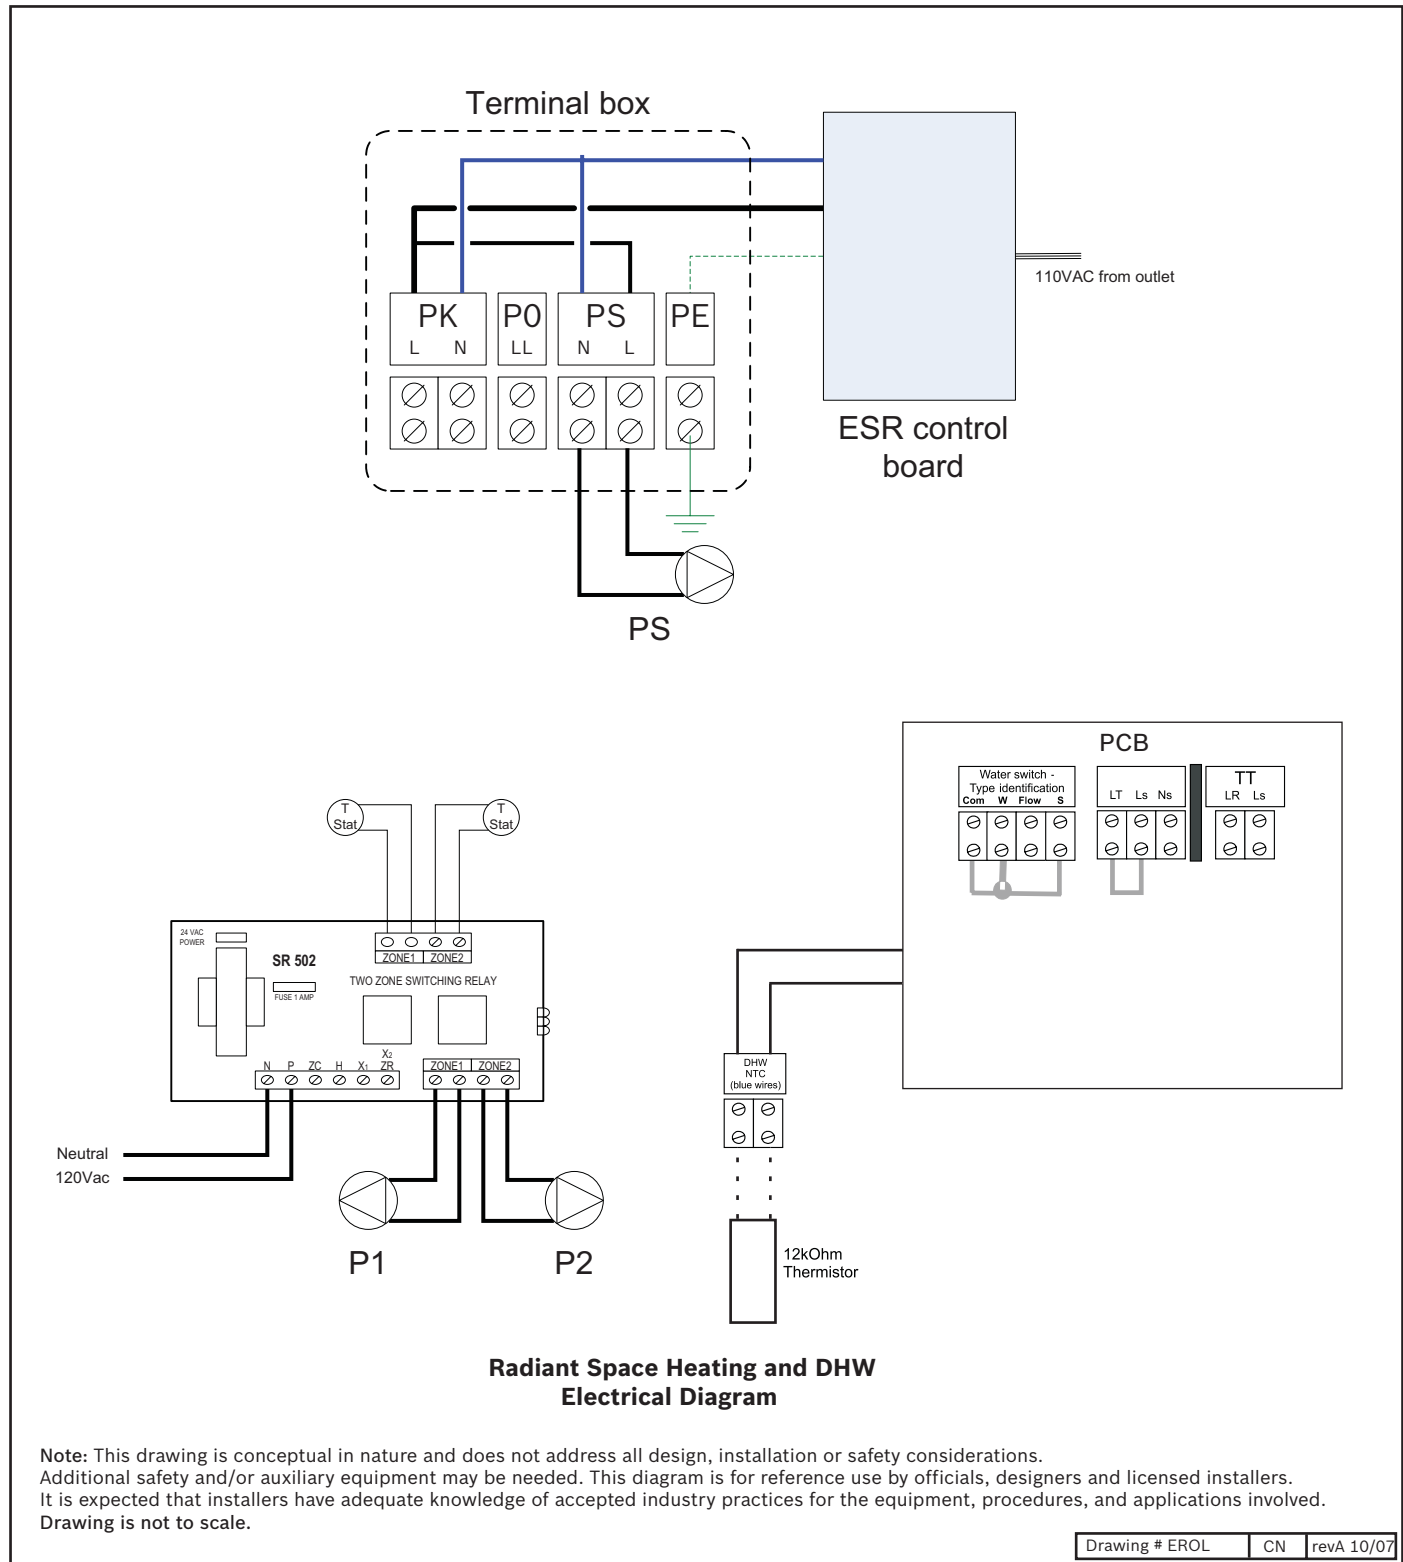 Terminal box
PK
L N
PO
LL
PS
N L
PE
110VAC from outlet
ESR control
board
PS
PCB
Water switch -
Type identification
Com W Flow S
LT Ls Ns
TT
LR Ls
T
Stat
T
Stat
24 VAC
POWER
SR 502
FUSE 1 AMP
ZONE1 ZONE2
TWO ZONE SWITCHING RELAY
X2
N P ZC H X1 ZR
ZONE1 ZONE2
Neutral
120Vac
P1
P2
DHW
NTC
(blue wires)
12kOhm
Thermistor
Radiant Space Heating and DHW
Electrical Diagram
Note: This drawing is conceptual in nature and does not address all design, installation or safety considerations.
Additional safety and/or auxiliary equipment may be needed. This diagram is for reference use by officials, designers and licensed installers.
It is expected that installers have adequate knowledge of accepted industry practices for the equipment, procedures, and applications involved.
Drawing is not to scale.
Drawing # EROL CN revA 10/07